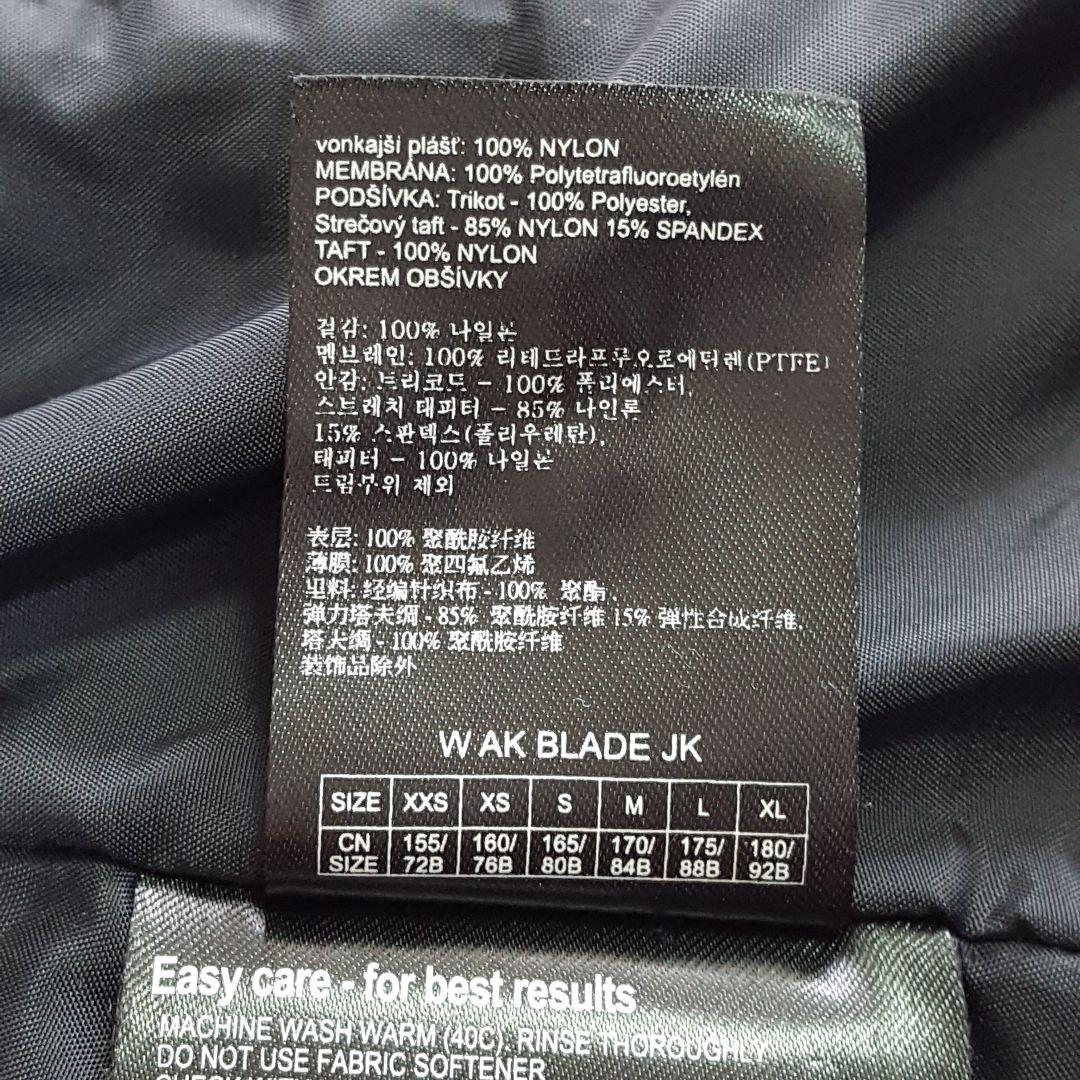 vonkajší plášť: 100% NYLON
MEMBRÁNA: 100% Polytetrafluoroetylén
PODŠÍVKA: Trikot - 100% Polyester,
Strečový taft - 85% NYLON 15% SPANDEX
TAFT - 100% NYLON
OKREM OBŠÍVKY
겉감: 100% 나일론
멤브레인: 100% 리테트라프루오로에틸렌(PTFE)
안감: 트리코드 – 100% 폴리에스터,
스트레치 태피터 – 85% 나인론
15% 스판덱스(폴리우레탄),
태피터 – 100% 나일론
트림부위 제외
表层: 100% 聚酰胺纤维
薄膜: 100% 聚四氟乙烯
里料: 经编针织布 - 100% 聚酯
弹力塔夫绸 - 85% 聚酰胺纤维 15% 弹性合成纤维,
塔夫绸 - 100% 聚酰胺纤维
装饰品除外
W AK BLADE JK
SIZE XXS XS S M L XL
CN SIZE 155/72B 160/76B 165/80B 170/84B 175/88B 180/92B
Easy care - for best results
MACHINE WASH WARM (40C), RINSE THOROUGHLY
DO NOT USE FABRIC SOFTENER